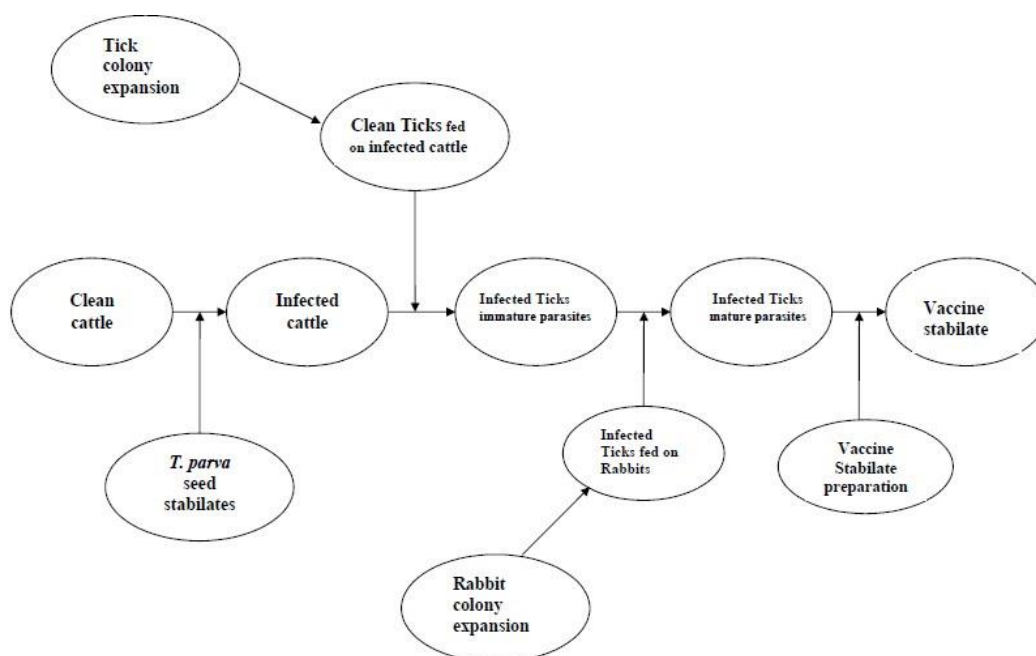 Tick
colony
expansion
Clean Ticks fed
on infected cattle
Clean
cattle
Infected
cattle
Infected Ticks
immature parasites
Infected Ticks
mature parasites
Vaccine
stabilate
T. parva
seed
stabilates
Infected
Ticks fed on
Rabbits
Vaccine
Stabilate
preparation
Rabbit
colony
expansion